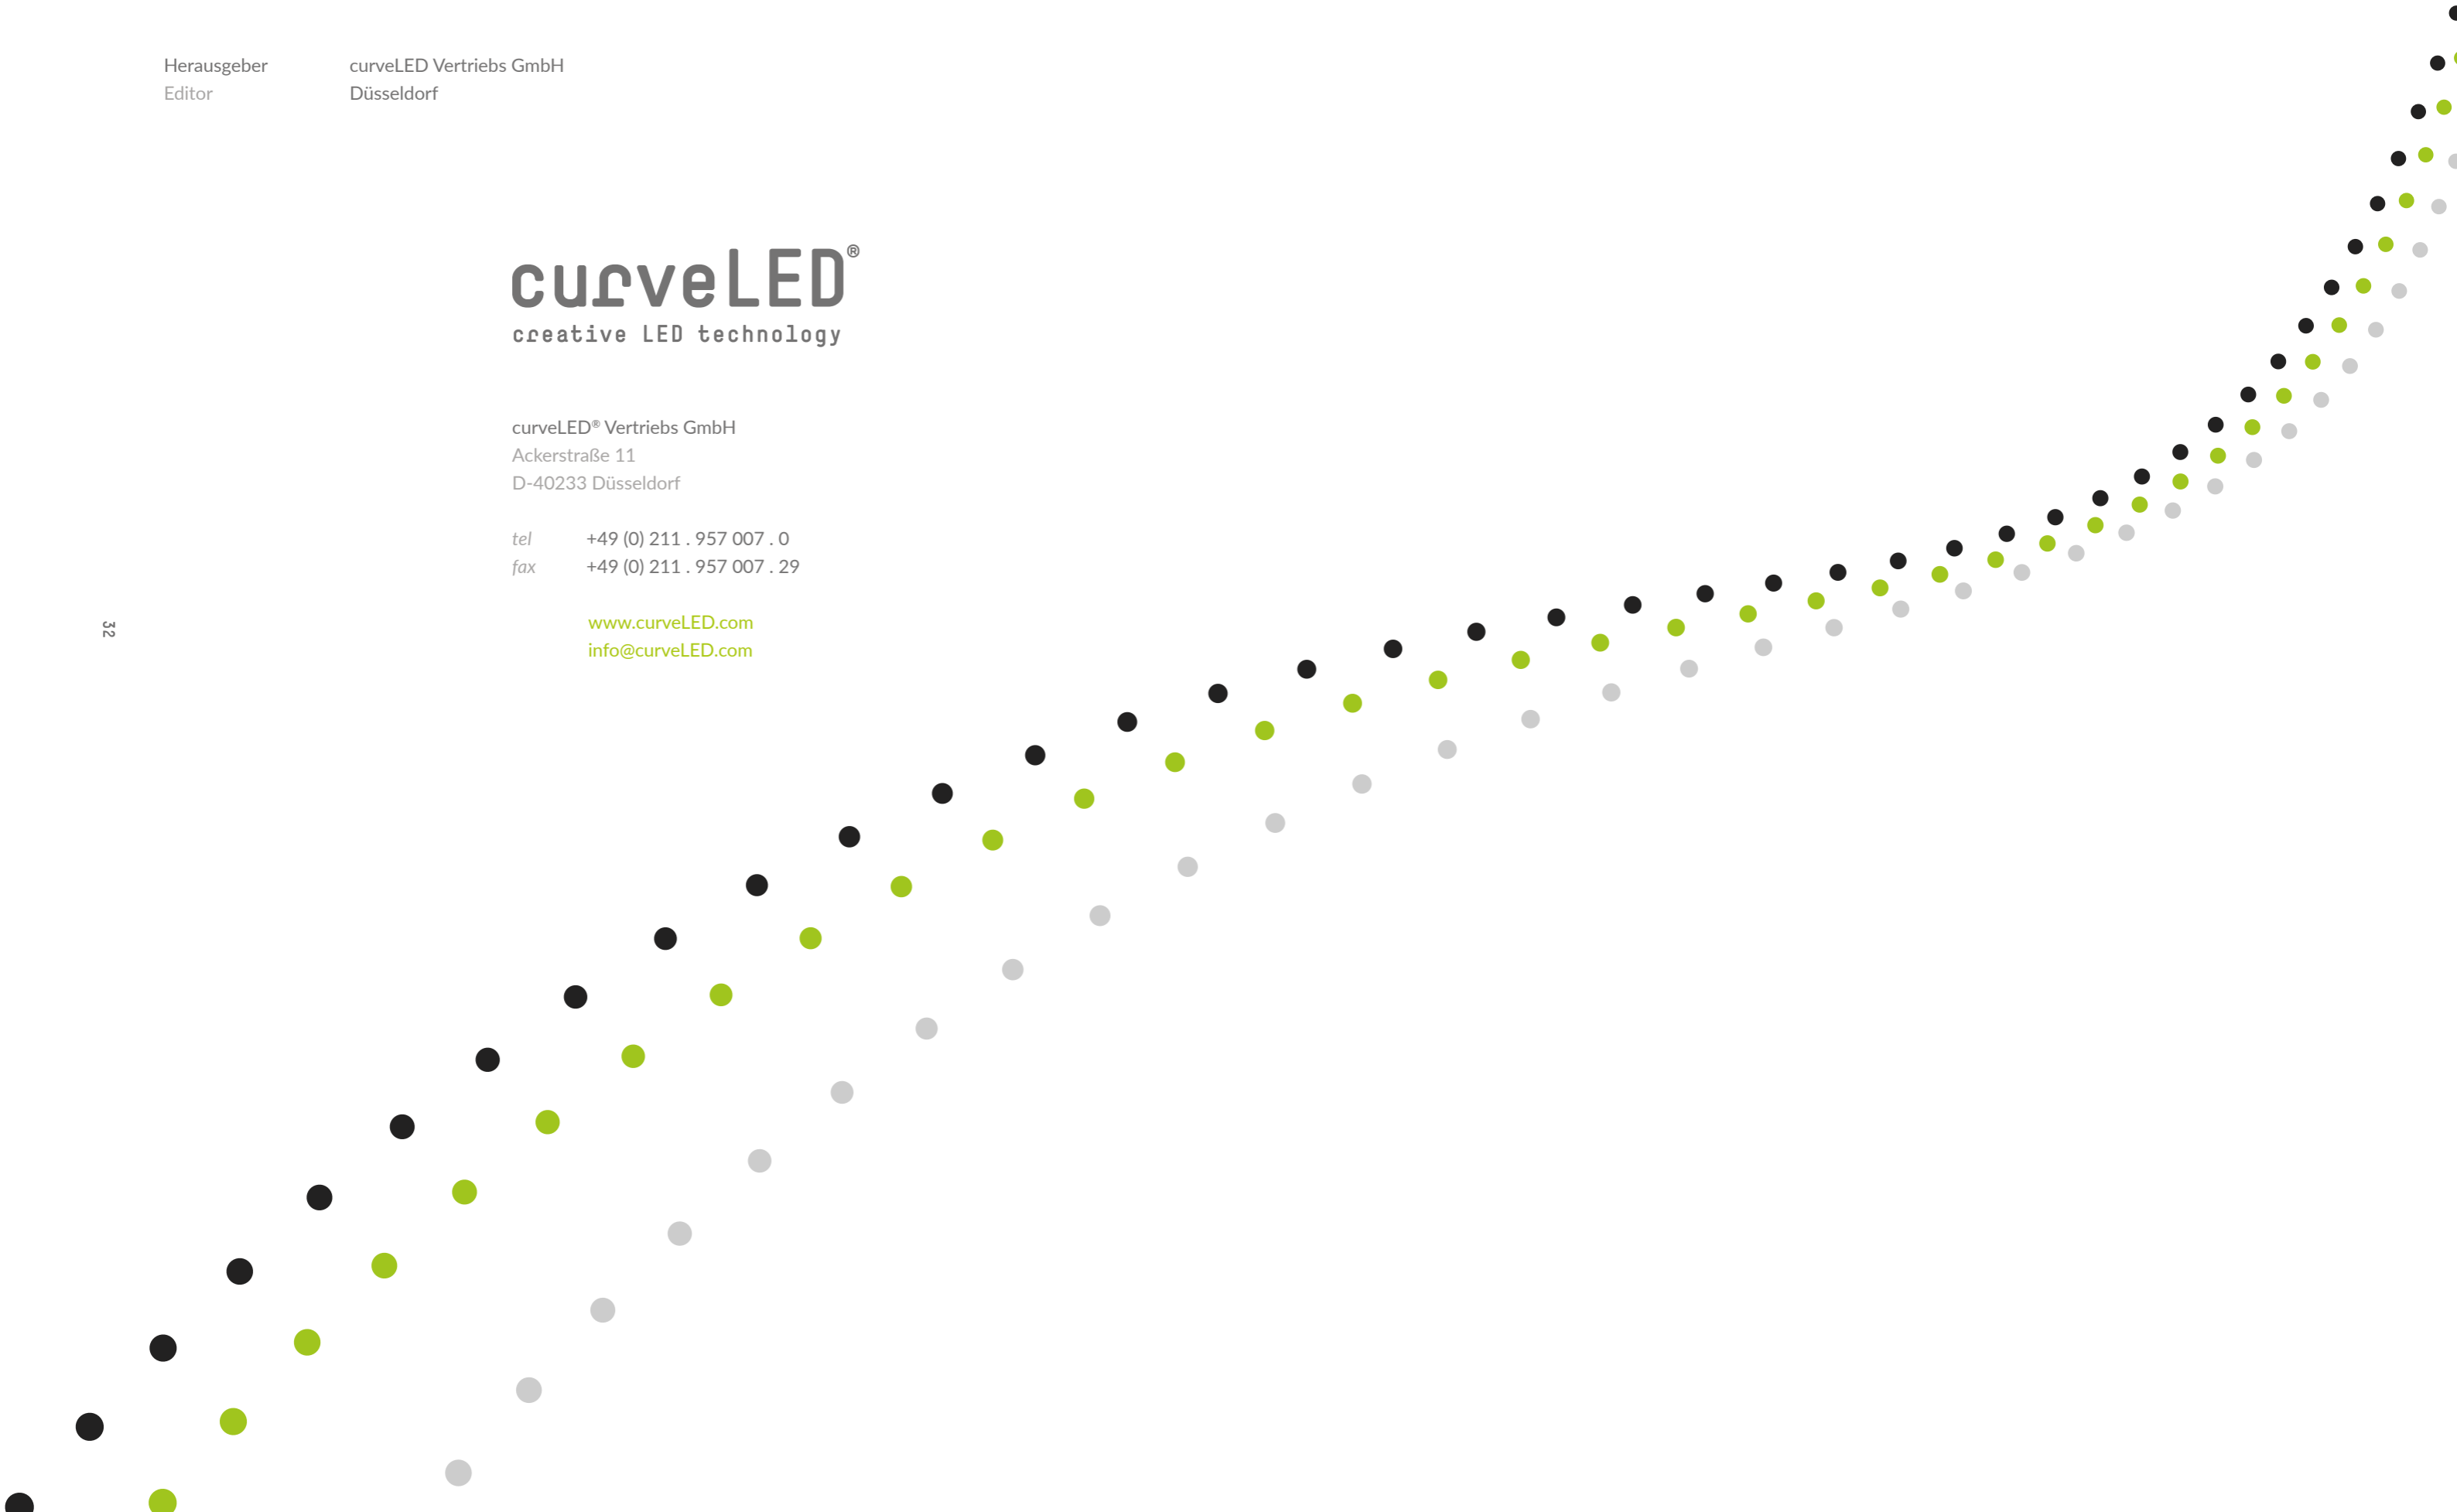 Herausgeber curveLED Vertriebs GmbH
Editor Düsseldorf
curveLED®
creative LED technology
curveLED® Vertriebs GmbH
Ackerstraße 11
D-40233 Düsseldorf
tel +49 (0) 211 . 957 007 . 0
fax +49 (0) 211 . 957 007 . 29
www.curveLED.com
info@curveLED.com
32